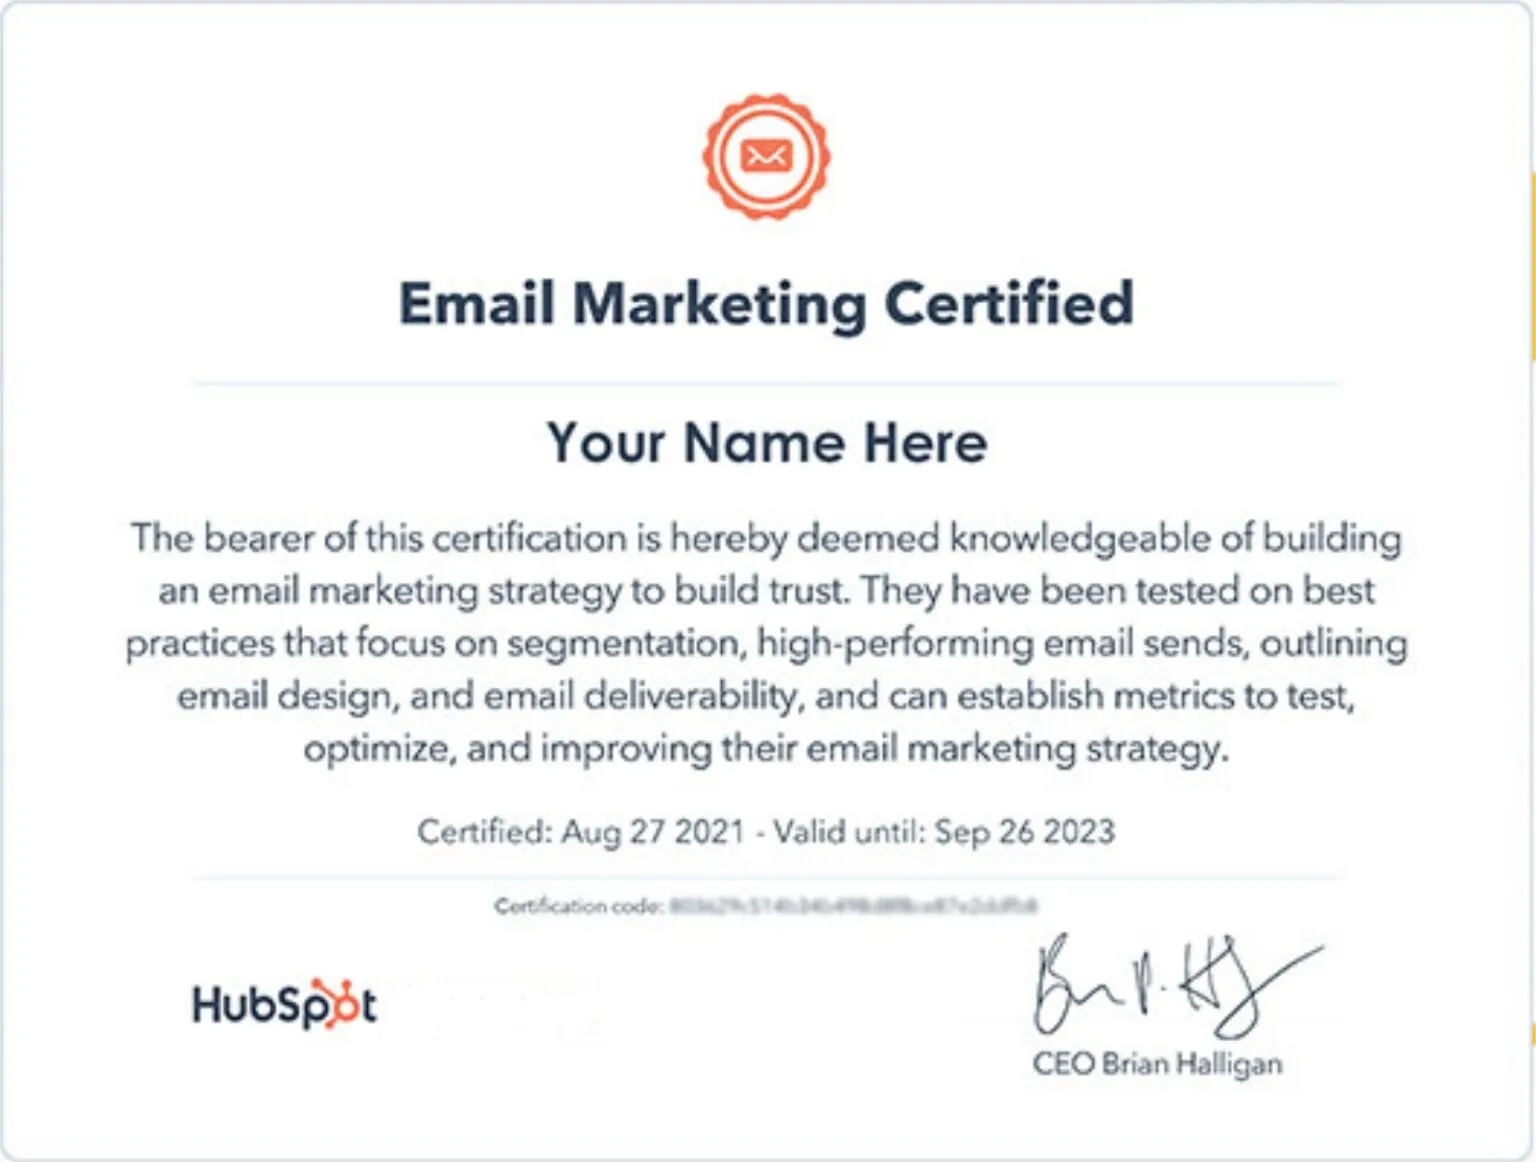 Email Marketing Certified
Your Name Here
The bearer of this certification is hereby deemed knowledgeable of building
an email marketing strategy to build trust. They have been tested on best
practices that focus on segmentation, high-performing email sends, outlining
email design, and email deliverability, and can establish metrics to test,
optimize, and improving their email marketing strategy.
Certified: Aug 27 2021 - Valid until: Sep 26 2023
Certification code:
HubSpot
CEO Brian Halligan